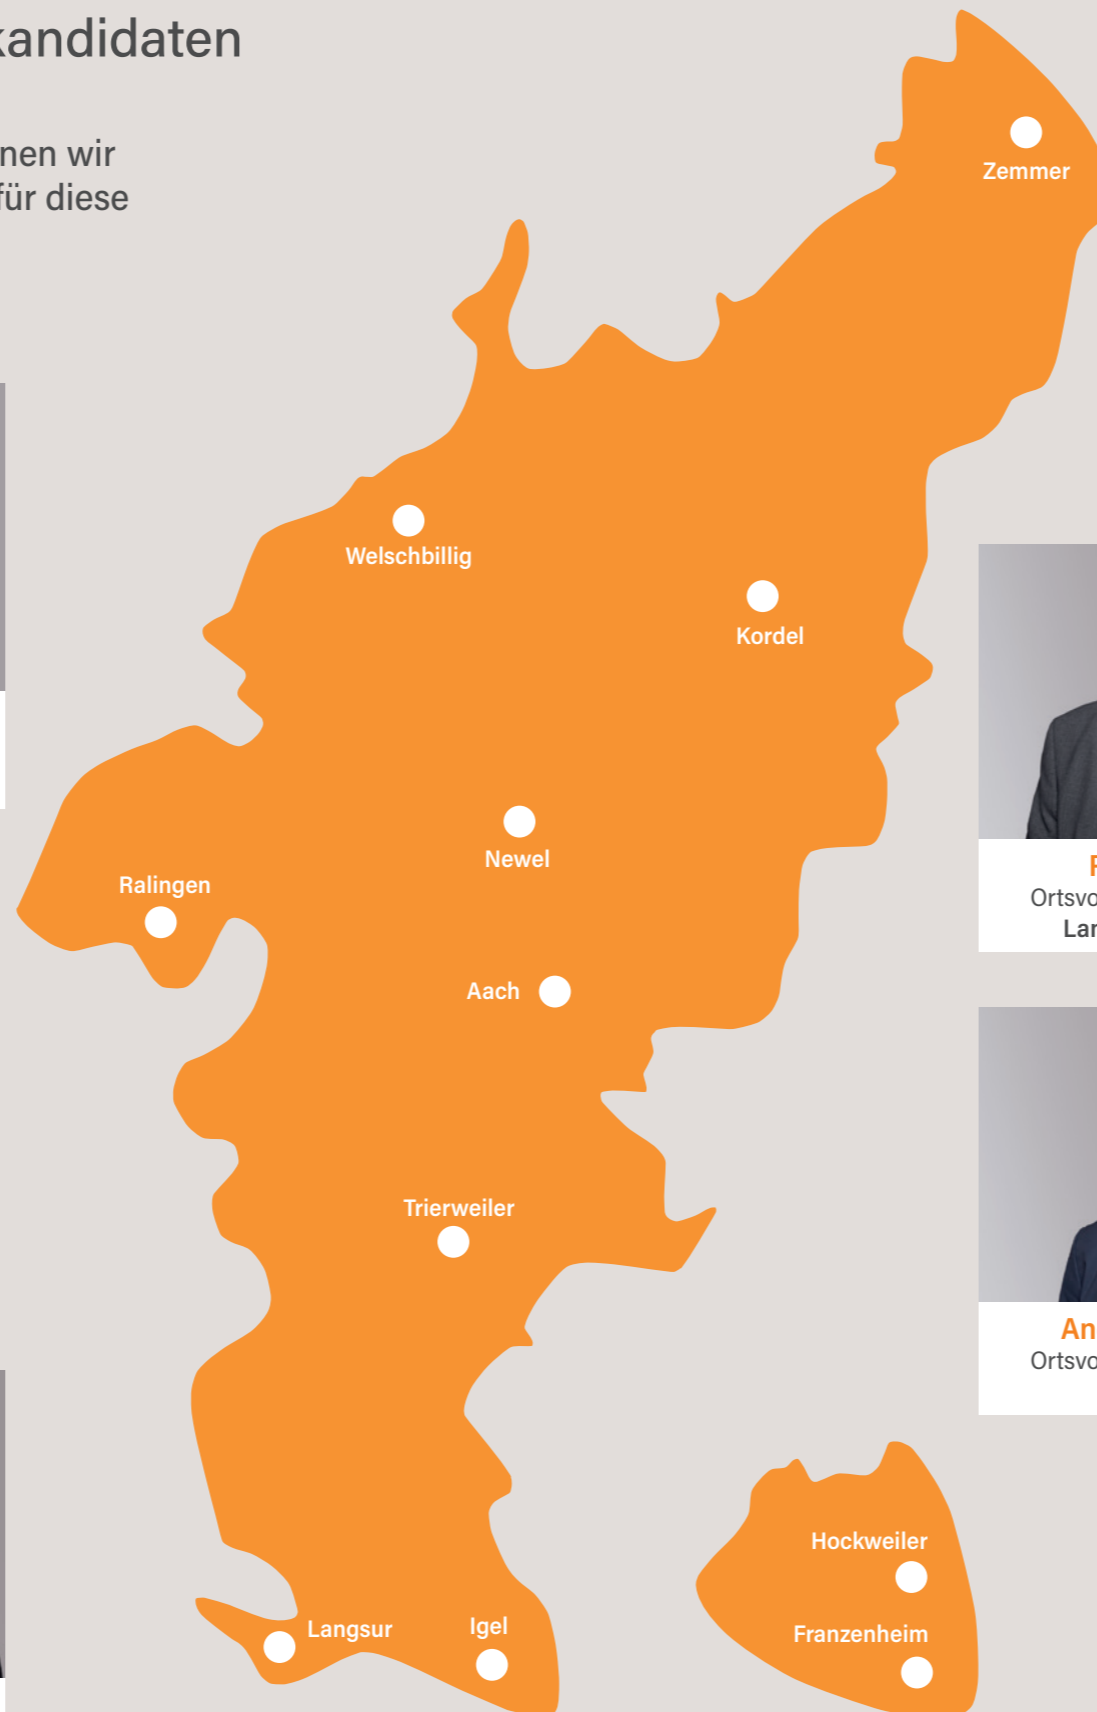 kandidaten
nen wir
für diese
Zemmer
Welschbillig
Kordel
Newel
Ralingen
Aach
Trierweiler
Langsur
Igel
Hockweiler
Franzenheim
Ortsvo
Lar
An
Ortsvo